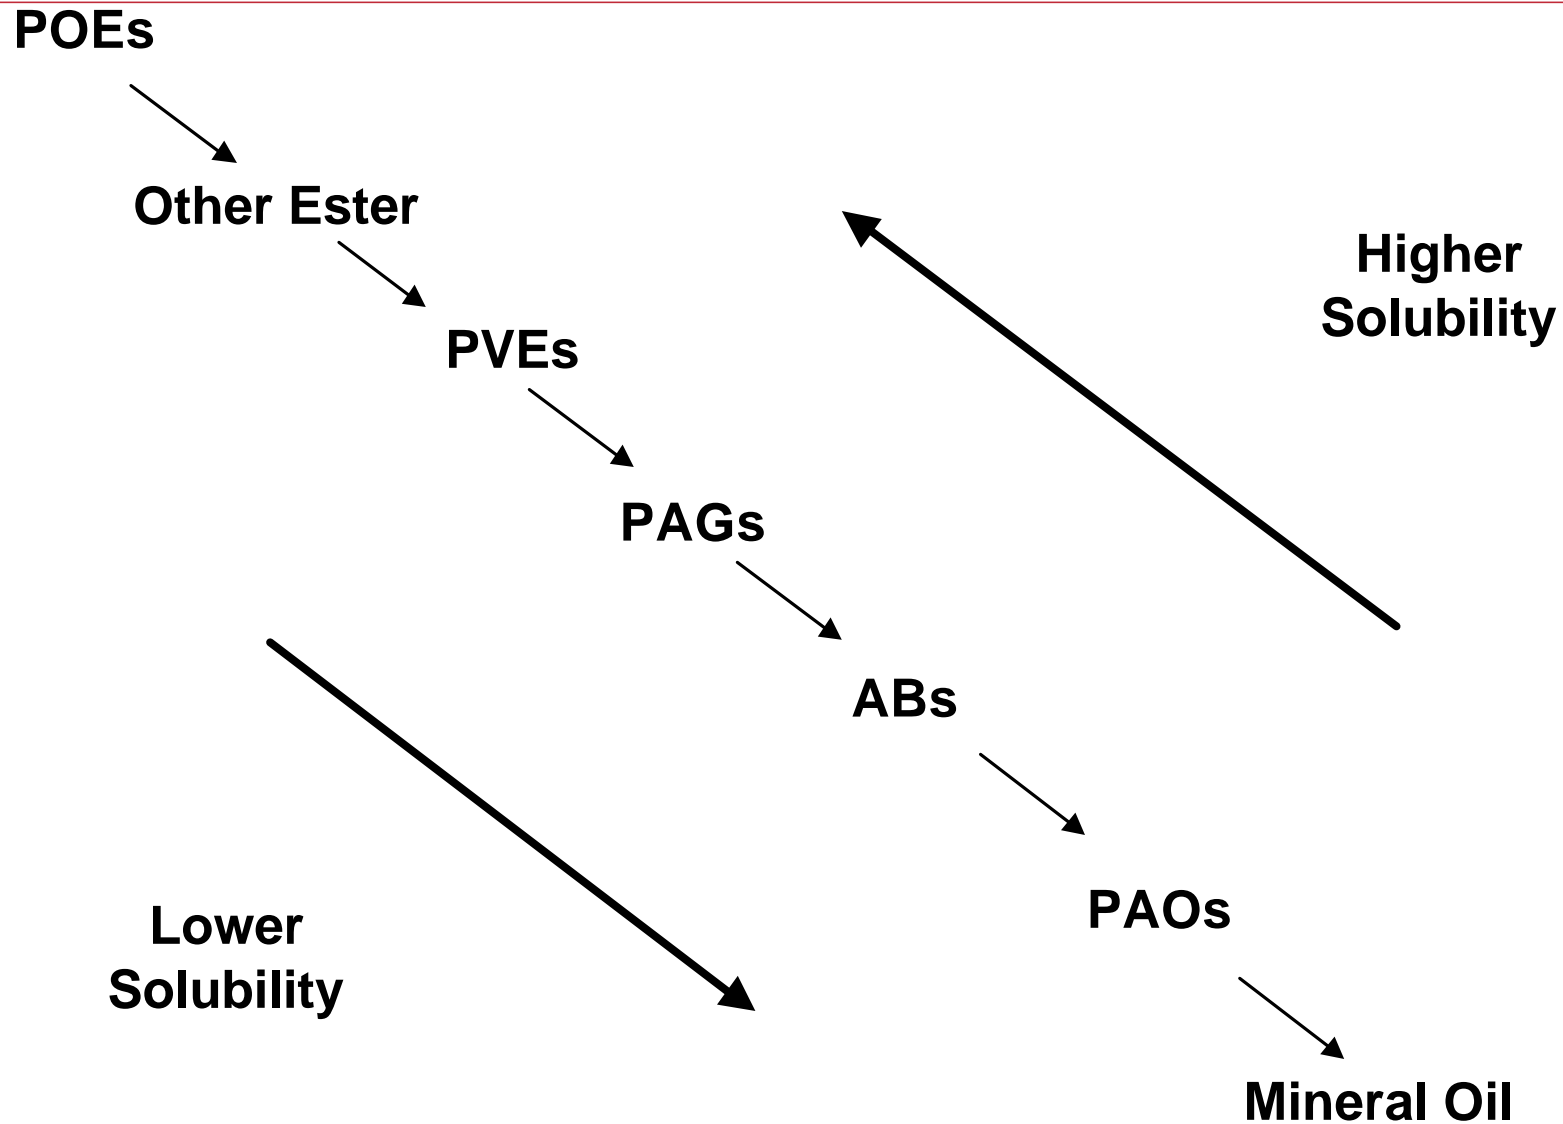 POEs
Other Ester
Higher
Solubility
PVEs
PAGs
ABs
PAOs
Lower
Solubility
Mineral Oil